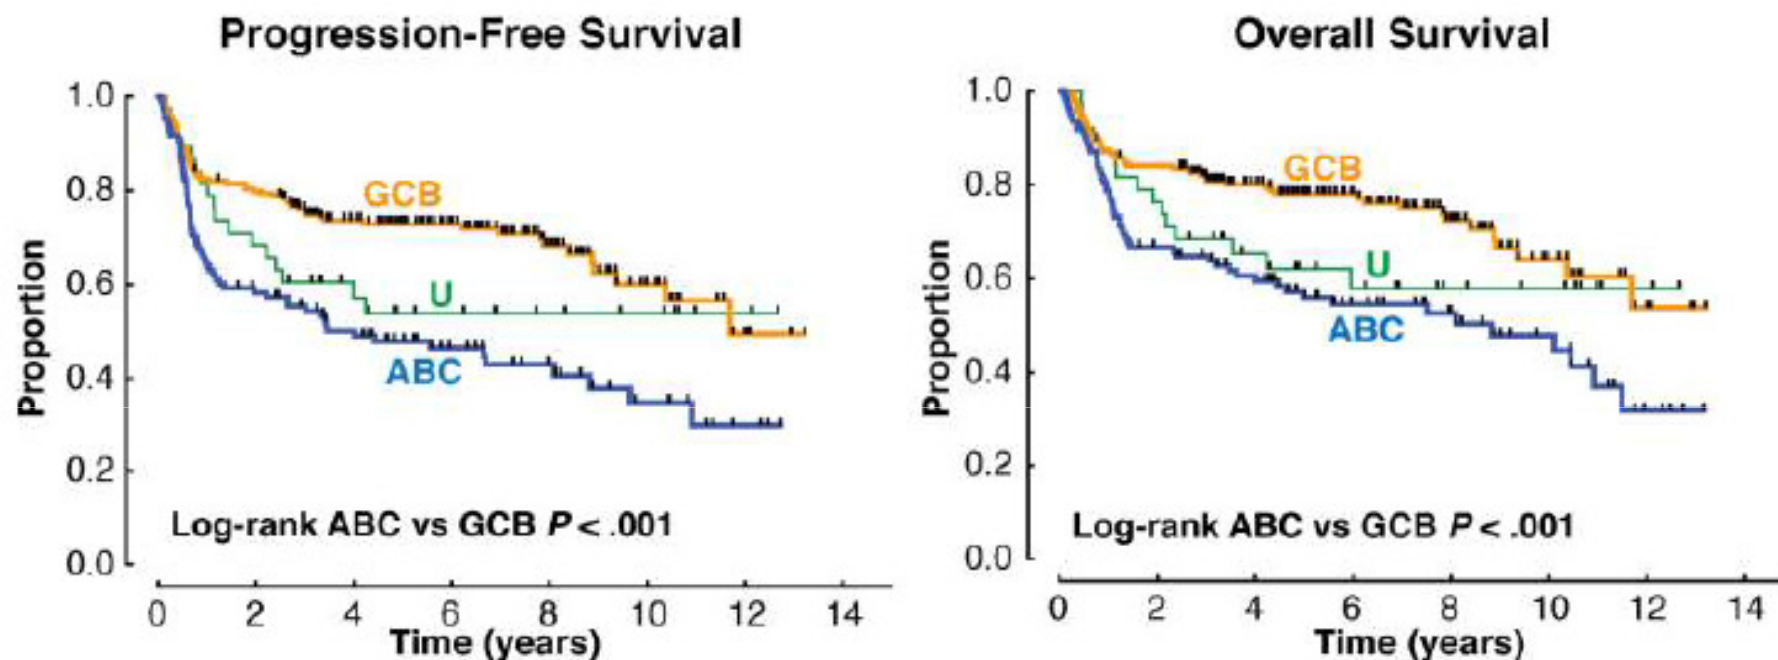 Progression-Free Survival
Proportion
1.0
0.8
0.6
0.4
0.2
0.0
GCB
U
ABC
Log-rank ABC vs GCB P < .001
0 2 4 6 8 10 12 14
Time (years)
Overall Survival
Proportion
1.0
0.8
0.6
0.4
0.2
0.0
GCB
U
ABC
Log-rank ABC vs GCB P < .001
0 2 4 6 8 10 12 14
Time (years)